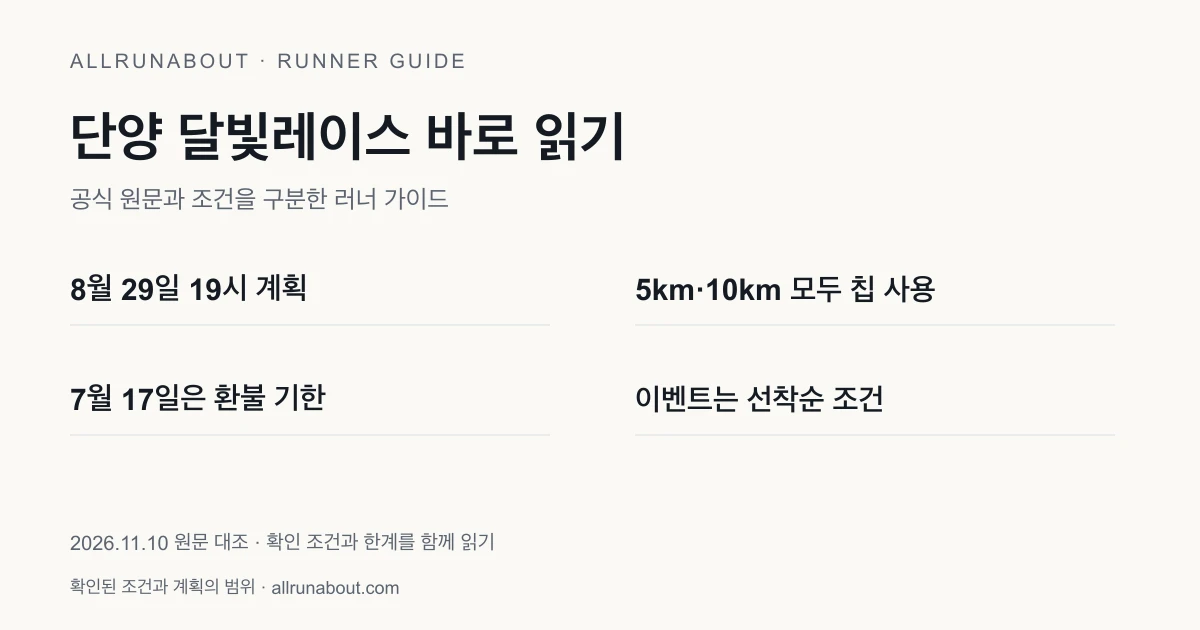 ALLRUNABOUT · RUNNER GUIDE
단양 달빛레이스 바로 읽기
공식 원문과 조건을 구분한 러너 가이드
8월 29일 19시 계획
5km·10km 모두 칩 사용
7월 17일은 환불 기한
이벤트는 선착순 조건
2026.11.10 원문 대조 · 확인 조건과 한계를 함께 읽기
확인된 조건과 계획의 범위 · allrunabout.com